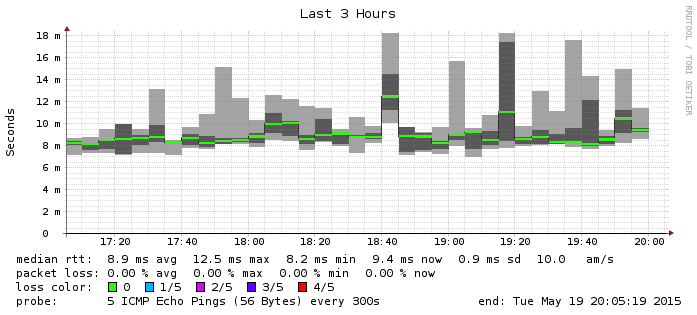 Last 3 Hours
RRDTOOL / TOBI OETIKER
Seconds
18 m
16 m
14 m
12 m
10 m
8 m
6 m
4 m
2 m
0
17:20 17:40 18:00 18:20 18:40 19:00 19:20 19:40 20:00
median rtt: 8.9 ms avg 12.5 ms max 8.2 ms min 9.4 ms now 0.9 ms sd 10.0 am/s
packet loss: 0.00 % avg 0.00 % max 0.00 % min 0.00 % now
loss color: 0 1/5 2/5 3/5 4/5
probe: 5 ICMP Echo Pings (56 Bytes) every 300s end: Tue May 19 20:05:19 2015